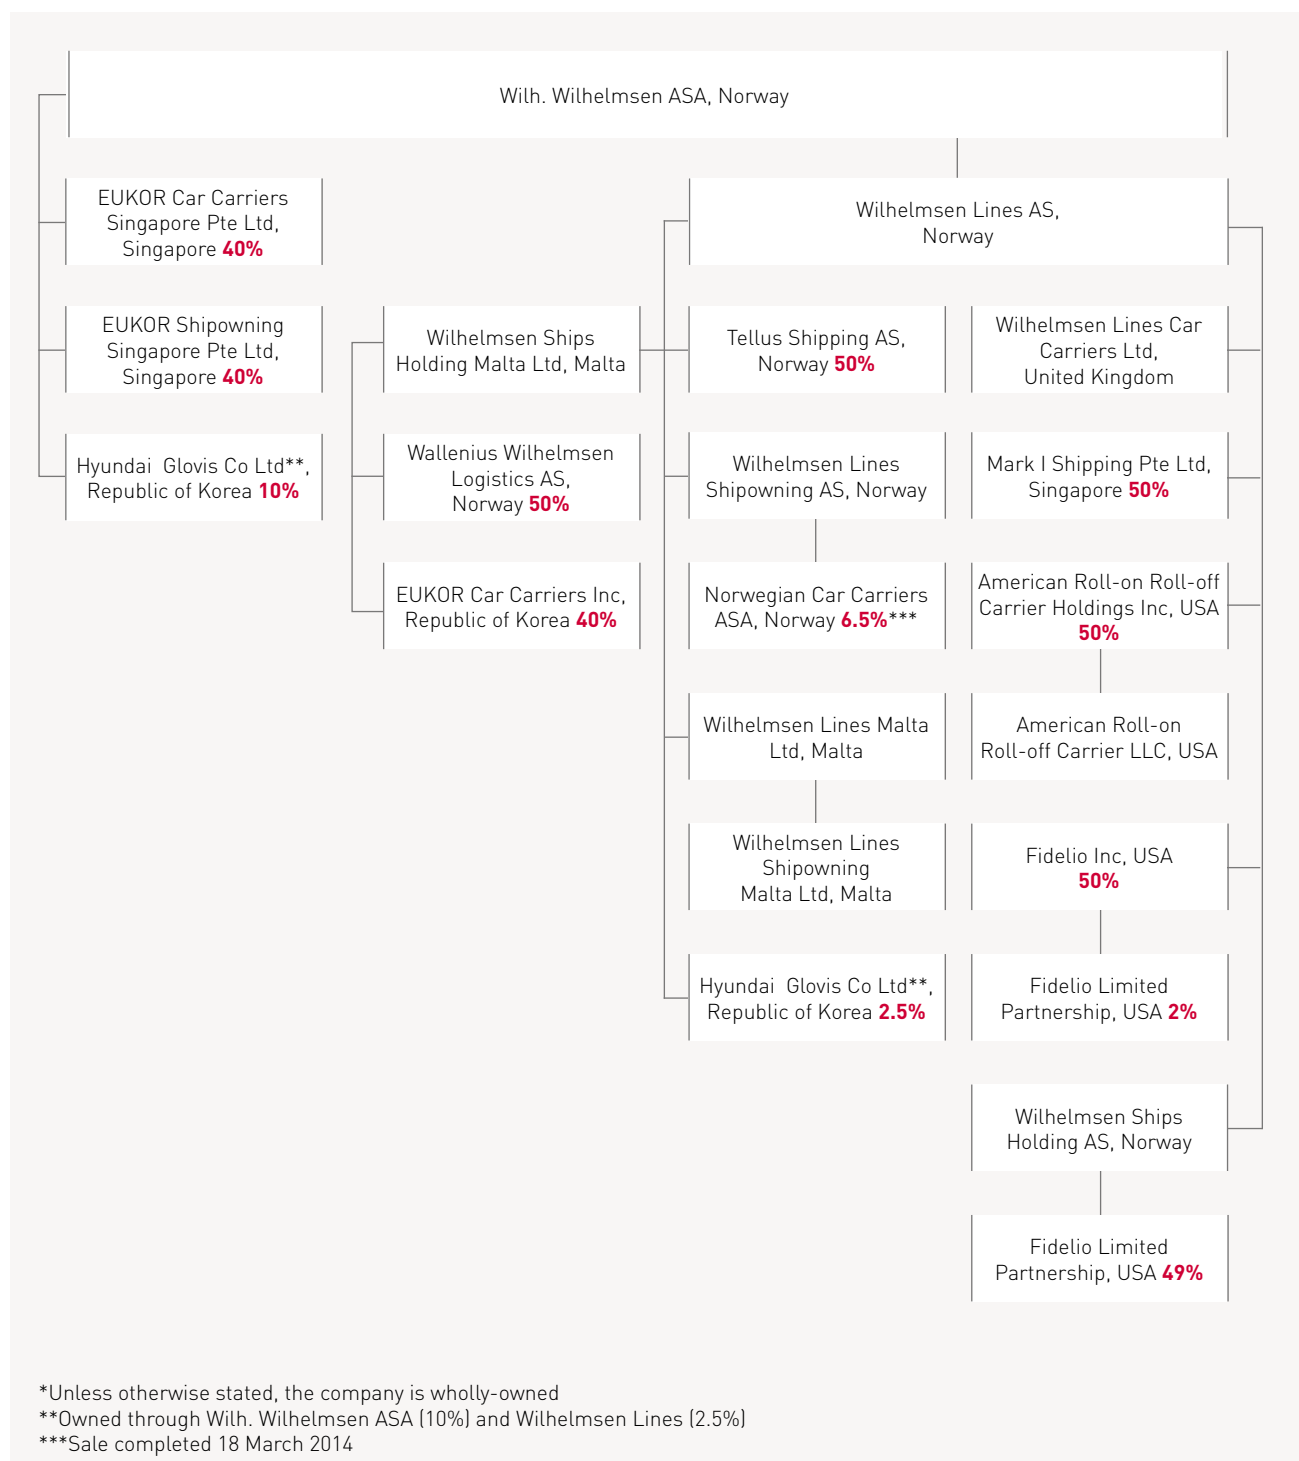 Wilh. Wilhelmsen ASA, Norway
EUKOR Car Carriers
Singapore Pte Ltd,
Singapore 40%
Wilhelmsen Lines AS,
Norway
EUKOR Shipowning
Singapore Pte Ltd,
Singapore 40%
Wilhelmsen Ships
Holding Malta Ltd, Malta
Tellus Shipping AS,
Norway 50%
Wilhelmsen Lines Car
Carriers Ltd,
United Kingdom
Hyundai Glovis Co Ltd**,
Republic of Korea 10%
Wallenius Wilhelmsen
Logistics AS,
Norway 50%
Wilhelmsen Lines
Shipowning AS, Norway
Mark I Shipping Pte Ltd,
Singapore 50%
EUKOR Car Carriers Inc,
Republic of Korea 40%
Norwegian Car Carriers
ASA, Norway 6.5%***
American Roll-on Roll-off
Carrier Holdings Inc, USA
50%
Wilhelmsen Lines Malta
Ltd, Malta
American Roll-on
Roll-off Carrier LLC, USA
Wilhelmsen Lines
Shipowning
Malta Ltd, Malta
Fidelio Inc, USA
50%
Hyundai Glovis Co Ltd**,
Republic of Korea 2.5%
Fidelio Limited
Partnership, USA 2%
Wilhelmsen Ships
Holding AS, Norway
Fidelio Limited
Partnership, USA 49%
*Unless otherwise stated, the company is wholly-owned
**Owned through Wilh. Wilhelmsen ASA (10%) and Wilhelmsen Lines (2.5%)
***Sale completed 18 March 2014